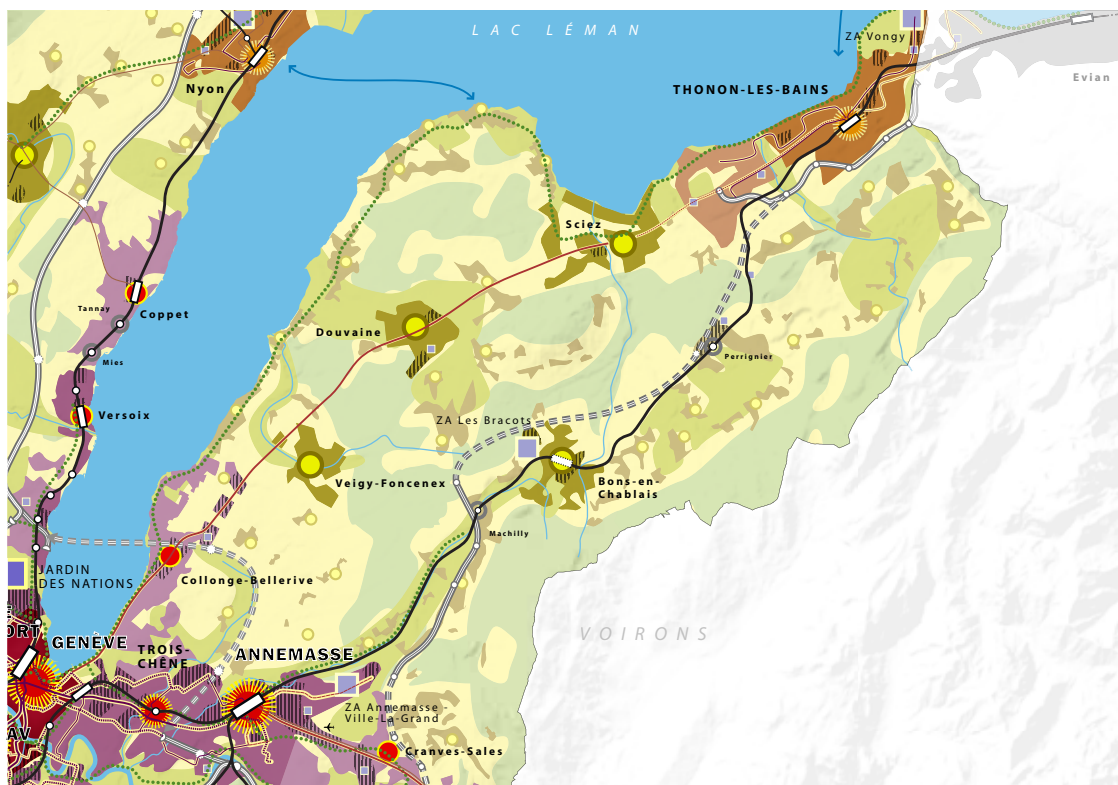 LAC LÉMAN
ZA Vongy
Evian
Nyon
THONON-LES-BAINS
Sciez
Tannay
Coppet
Douvaine
Mies
Perrignier
Versoix
ZA Les Bracots
Veigy-Foncenex
Bons-en-
Chablais
Machilly
JARDIN
DES NATIONS
Collonge-Bellerive
ORT
GENÈVE
TROIS-
CHÊNE
ANNEMASSE
VOIRONS
ZA Annemasse -
Ville-La-Grand
AV
Cranves-Sales